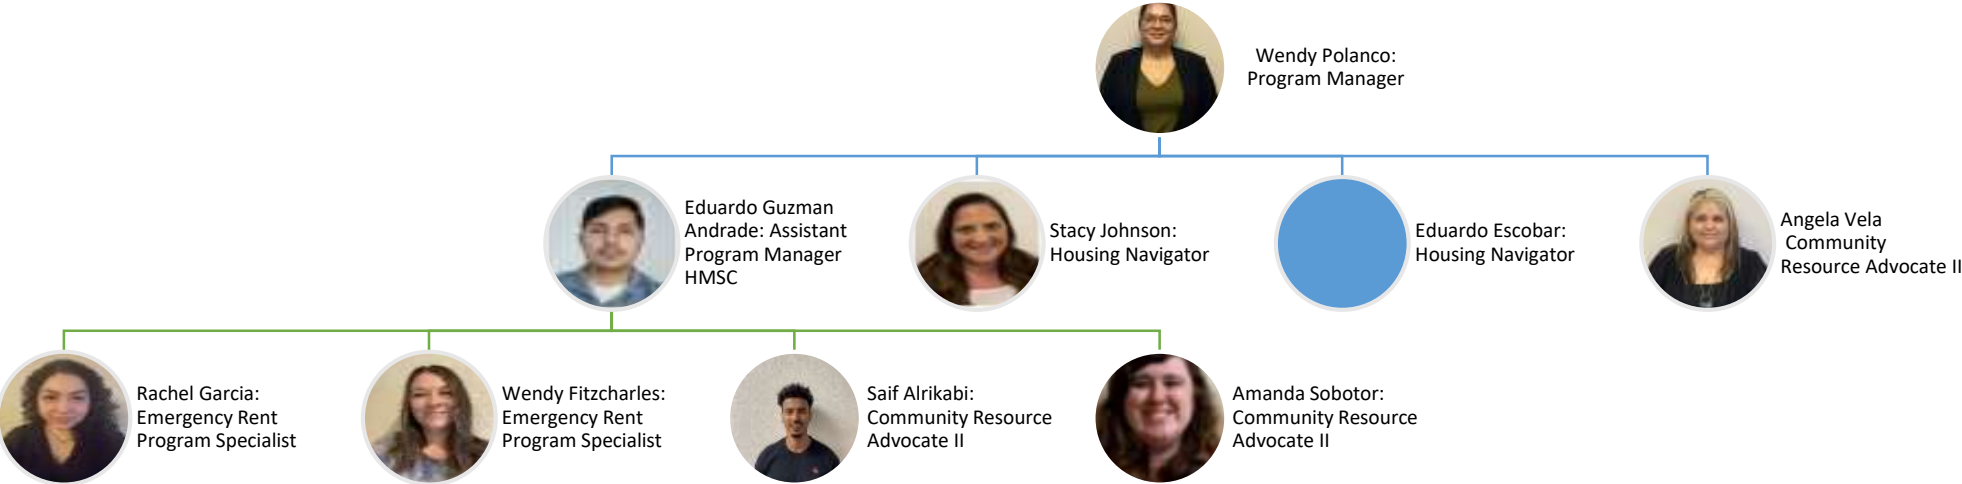 Wendy Polanco:
Program Manager
Eduardo Guzman
Andrade: Assistant
Program Manager
HMSC
Stacy Johnson:
Housing Navigator
Eduardo Escobar:
Housing Navigator
Angela Vela
Community
Resource Advocate II
Rachel Garcia:
Emergency Rent
Program Specialist
Wendy Fitzcharles:
Emergency Rent
Program Specialist
Saif Alrikabi:
Community Resource
Advocate II
Amanda Sobotor:
Community Resource
Advocate II